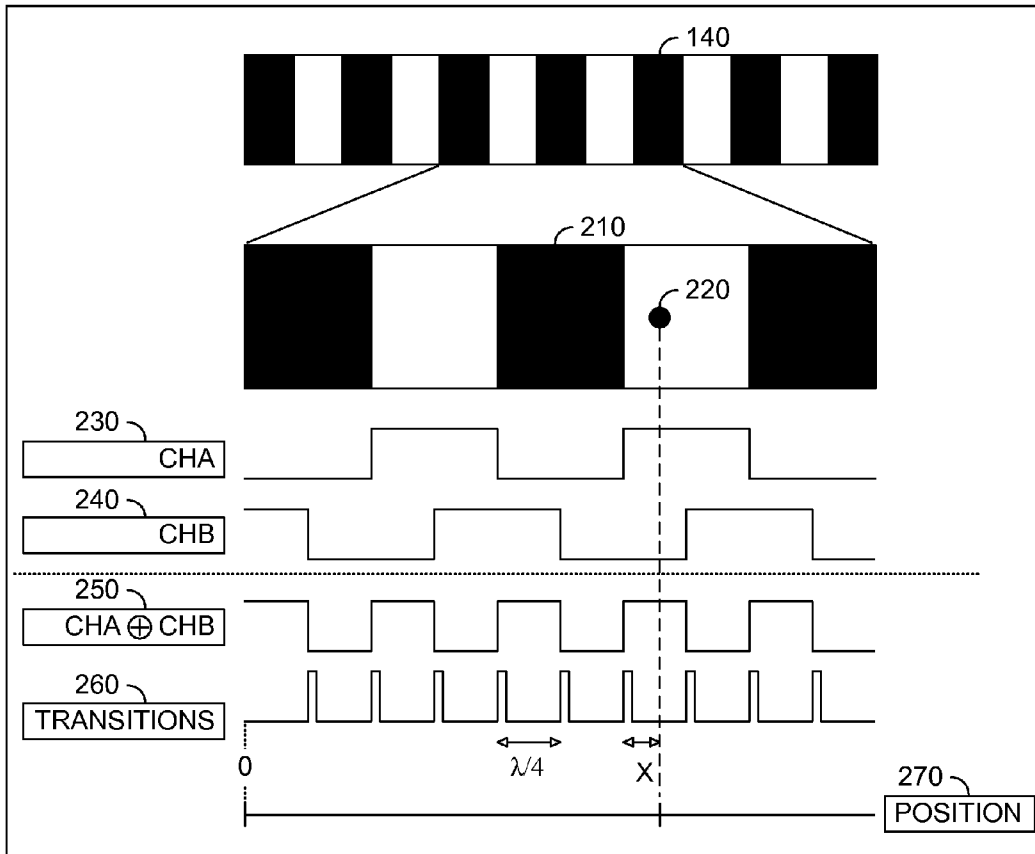 140
210
220
230
CHA
240
CHB
250
CHA ⊕ CHB
260
TRANSITIONS
0
λ/4
X
270
POSITION